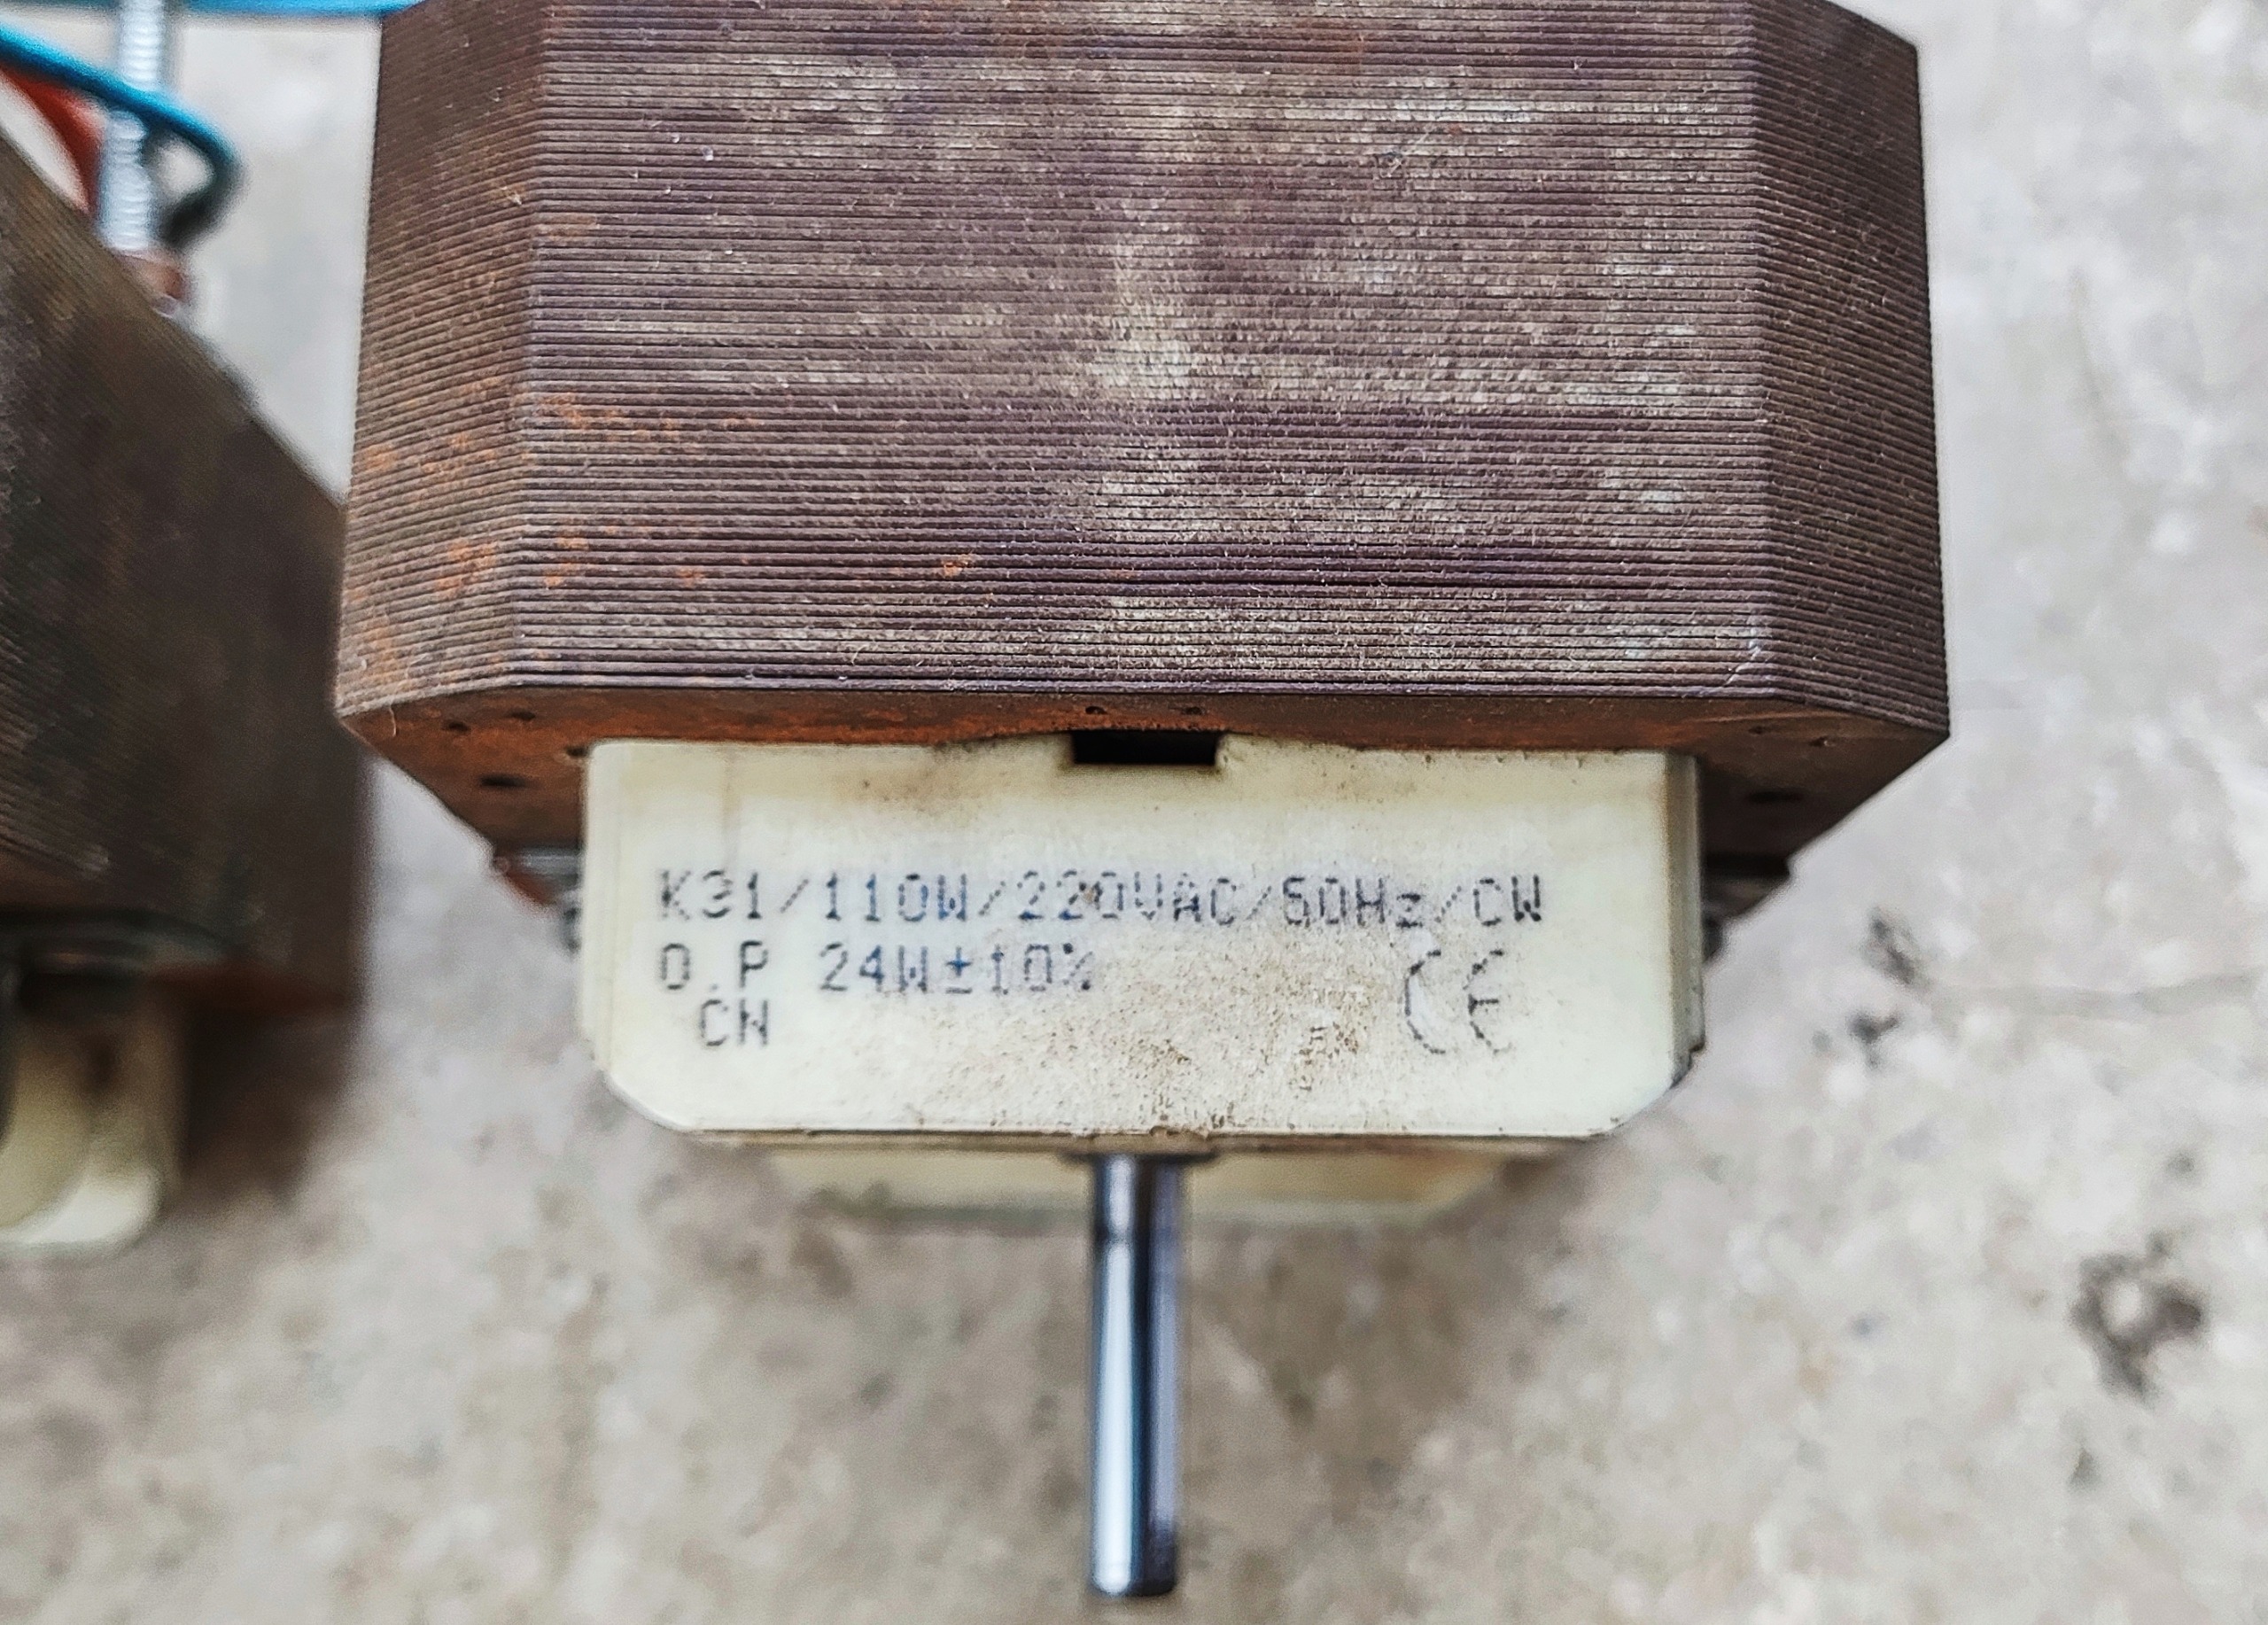 K31/110W/220VAC/50Hz/CW
O.P 24W±10%
CN
CE